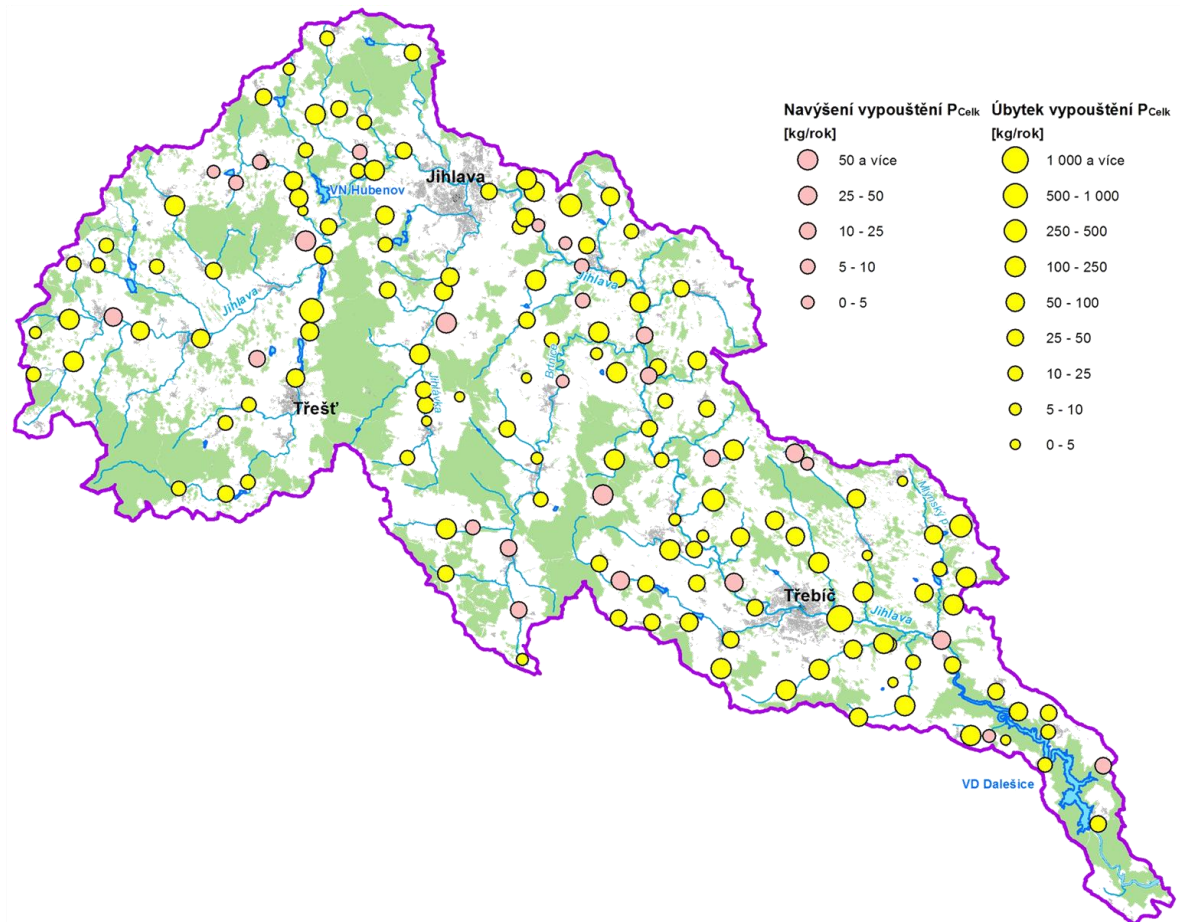 Navýšení vypouštění PCelk
[kg/rok]
50 a více
25 - 50
10 - 25
5 - 10
0 - 5
Úbytek vypouštění PCelk
[kg/rok]
1 000 a více
500 - 1 000
250 - 500
100 - 250
50 - 100
25 - 50
10 - 25
5 - 10
0 - 5
Jihlava
VN Hubenov
Jihlava
Jihlava
Brtnice
Jihlávka
Třešť
Mlýnský p.
Třebíč
Jihlava
VD Dalešice